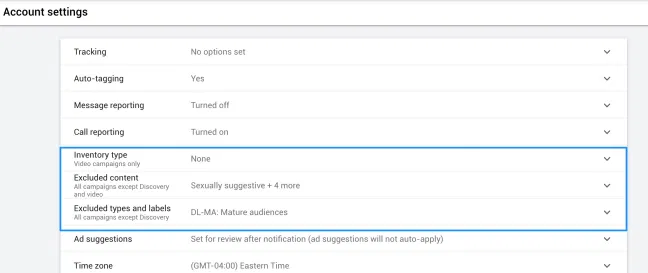 Account settings
Tracking No options set
Auto-tagging Yes
Message reporting Turned off
Call reporting Turned on
Inventory type None
Video campaigns only
Excluded content Sexually suggestive + 4 more
All campaigns except Discovery
and video
Excluded types and labels DL-MA: Mature audiences
All campaigns except Discovery
Ad suggestions Set for review after notification (ad suggestions will not auto-apply)
Time zone (GMT-04:00) Eastern Time